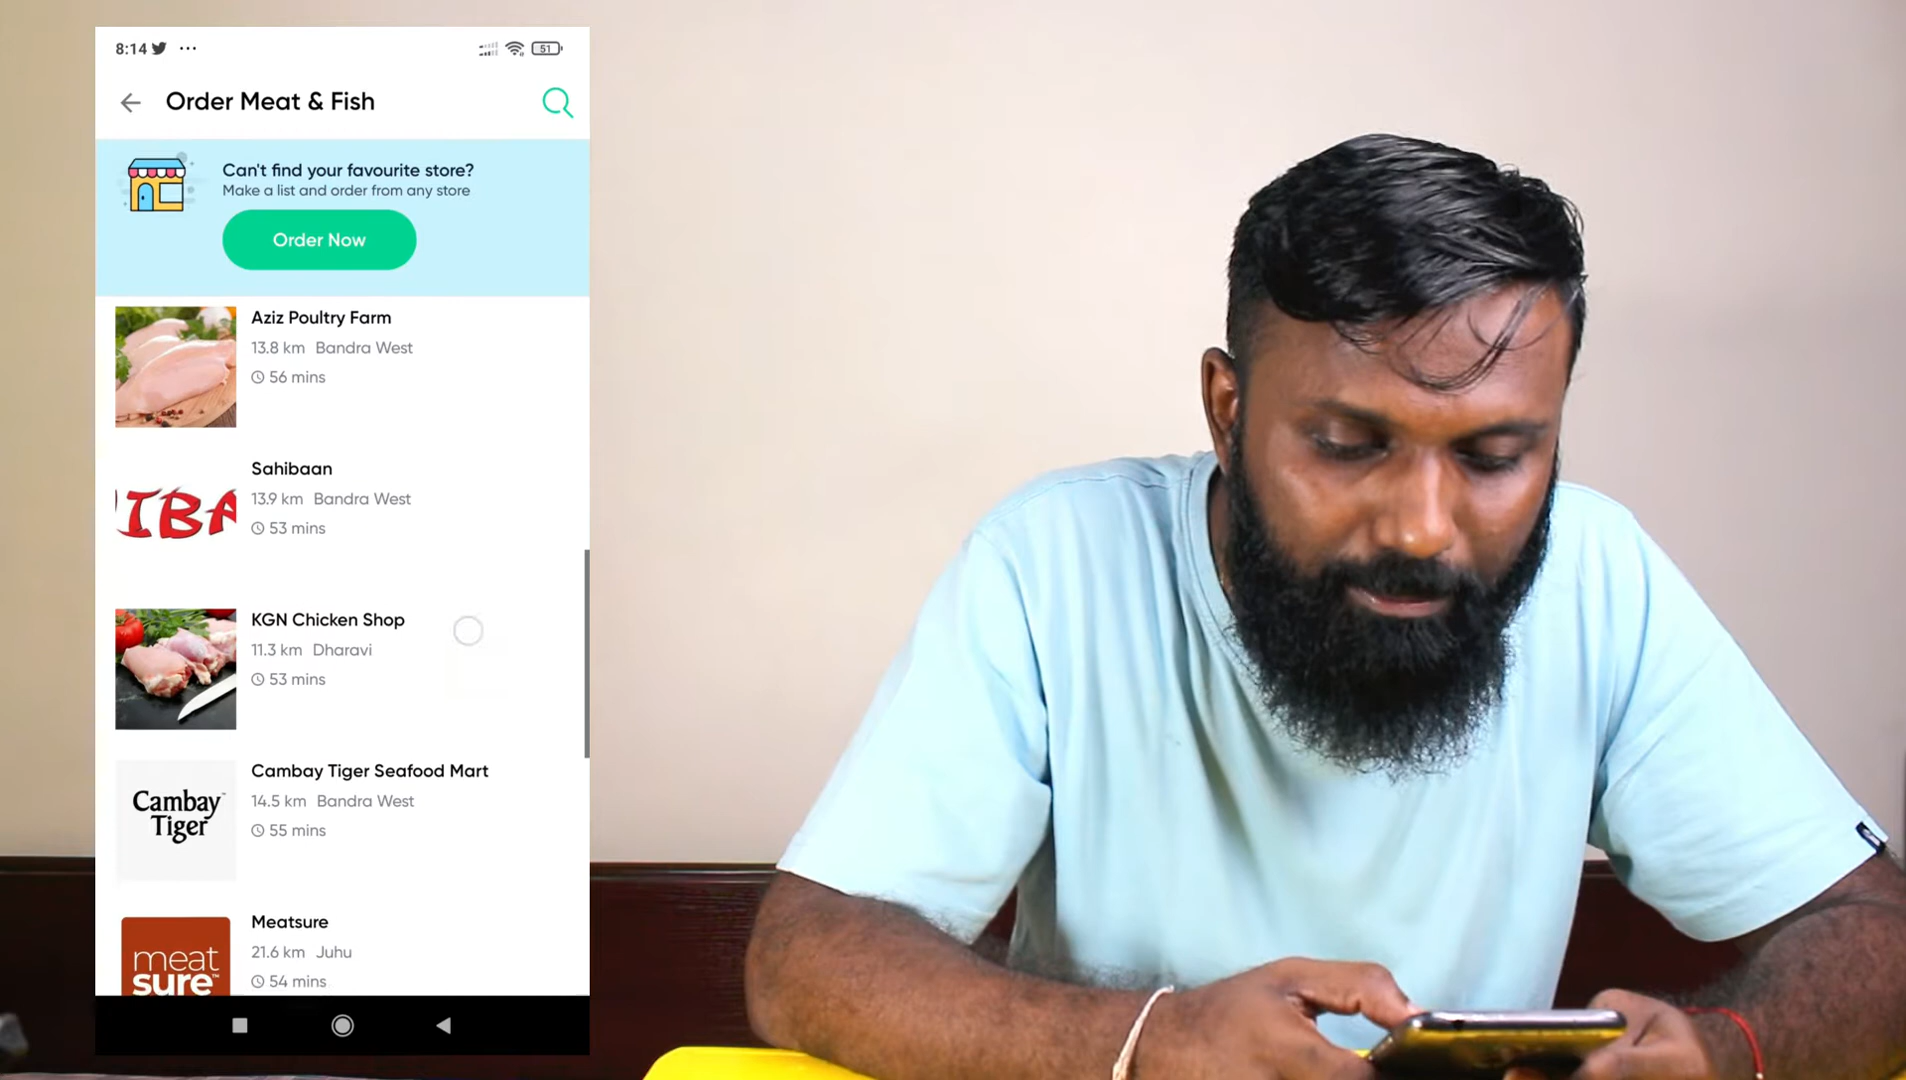 8:14
51
Order Meat & Fish
Can't find your favourite store?
Make a list and order from any store
Order Now
Aziz Poultry Farm
13.8 km Bandra West
56 mins
IBA
Sahibaan
13.9 km Bandra West
53 mins
KGN Chicken Shop
11.3 km Dharavi
53 mins
Cambay
Tiger
Cambay Tiger Seafood Mart
14.5 km Bandra West
55 mins
meat
sure™
Meatsure
21.6 km Juhu
54 mins